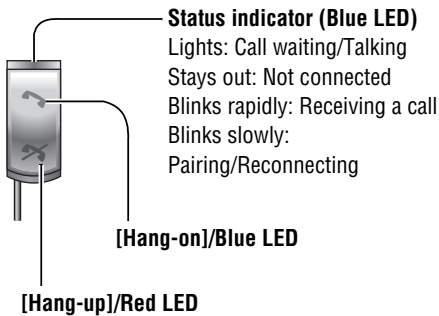 Status indicator (Blue LED)
Lights: Call waiting/Talking
Stays out: Not connected
Blinks rapidly: Receiving a call
Blinks slowly:
Pairing/Reconnecting
[Hang-on]/Blue LED
[Hang-up]/Red LED